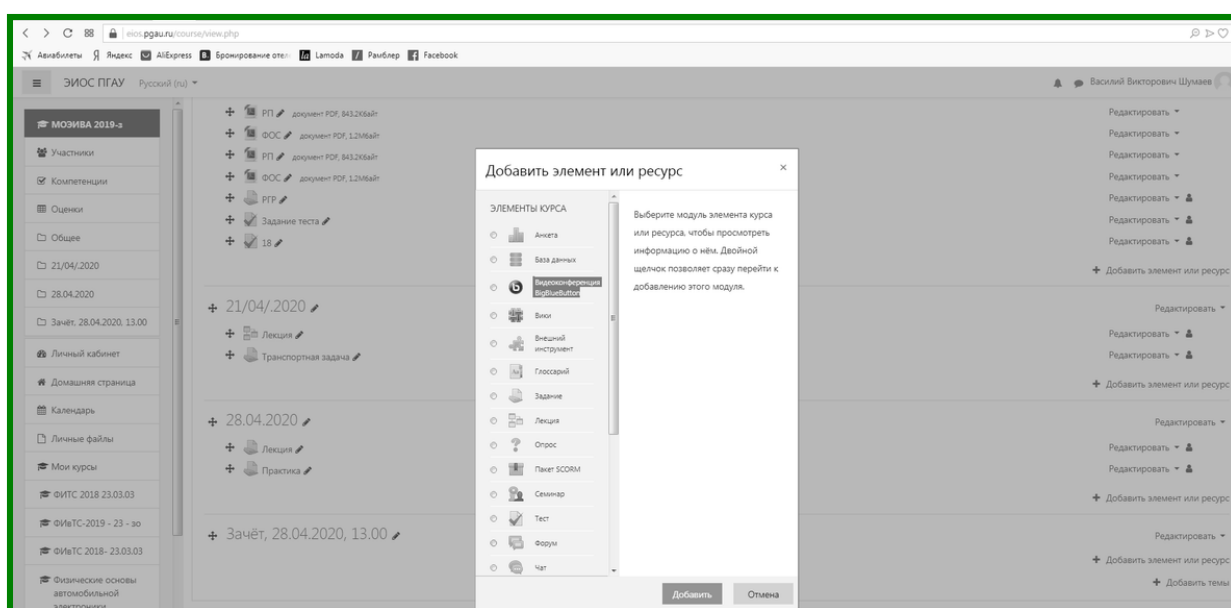 eios.pgau.ru/course/view.php
Авиабилеты Яндекс AliExpress Бронирование отел Lamoda Рамблер Facebook
ЭИОС ПГАУ Русский (ru) Василий Викторович Шумаев
МОЭИВА 2019-з
Участники
Компетенции
Оценки
Общее
21/04/.2020
28.04.2020
Зачёт, 28.04.2020, 13.00
Личный кабинет
Домашняя страница
Календарь
Личные файлы
Мои курсы
ФИТС 2018 23.03.03
ФИвТС-2019 - 23 - зо
ФИвТС 2018- 23.03.03
Физические основы
автомобильной
электроники
РП документ PDF, 843.2Кбайт Редактировать
ФОС документ PDF, 1.2Мбайт Редактировать
РП документ PDF, 843.2Кбайт Редактировать
ФОС документ PDF, 1.2Мбайт Редактировать
РГР Редактировать
Задание теста Редактировать
18 Редактировать
Добавить элемент или ресурс
21/04/.2020 Редактировать
Лекция Редактировать
Транспортная задача Редактировать
Добавить элемент или ресурс
28.04.2020 Редактировать
Лекция Редактировать
Практика Редактировать
Добавить элемент или ресурс
Зачёт, 28.04.2020, 13.00 Редактировать
Добавить элемент или ресурс
Добавить темы
Добавить элемент или ресурс ×
ЭЛЕМЕНТЫ КУРСА
Анкета
База данных
Видеоконференция
BigBlueButton
Вики
Внешний
инструмент
Глоссарий
Задание
Лекция
Опрос
Пакет SCORM
Семинар
Тест
Форум
Чат
Выберите модуль элемента курса
или ресурса, чтобы просмотреть
информацию о нём. Двойной
щелчок позволяет сразу перейти к
добавлению этого модуля.
Добавить Отмена